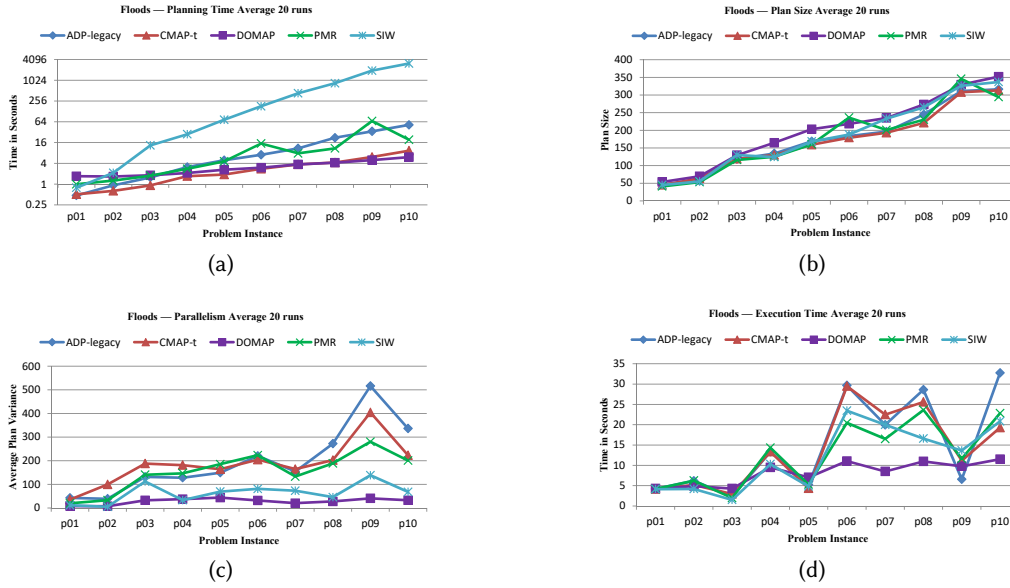 Floods — Planning Time Average 20 runs
ADP-legacy CMAP-t DOMAP PMR SIW
4096
1024
256
64
16
4
1
0.25
Time in Seconds
p01 p02 p03 p04 p05 p06 p07 p08 p09 p10
Problem Instance
(a)
Floods — Plan Size Average 20 runs
ADP-legacy CMAP-t DOMAP PMR SIW
400
350
300
250
200
150
100
50
0
Plan Size
p01 p02 p03 p04 p05 p06 p07 p08 p09 p10
Problem Instance
(b)
Floods — Parallelism Average 20 runs
ADP-legacy CMAP-t DOMAP PMR SIW
600
500
400
300
200
100
0
Average Plan Variance
p01 p02 p03 p04 p05 p06 p07 p08 p09 p10
Problem Instance
(c)
Floods — Execution Time Average 20 runs
ADP-legacy CMAP-t DOMAP PMR SIW
35
30
25
20
15
10
5
0
Time in Seconds
p01 p02 p03 p04 p05 p06 p07 p08 p09 p10
Problem Instance
(d)